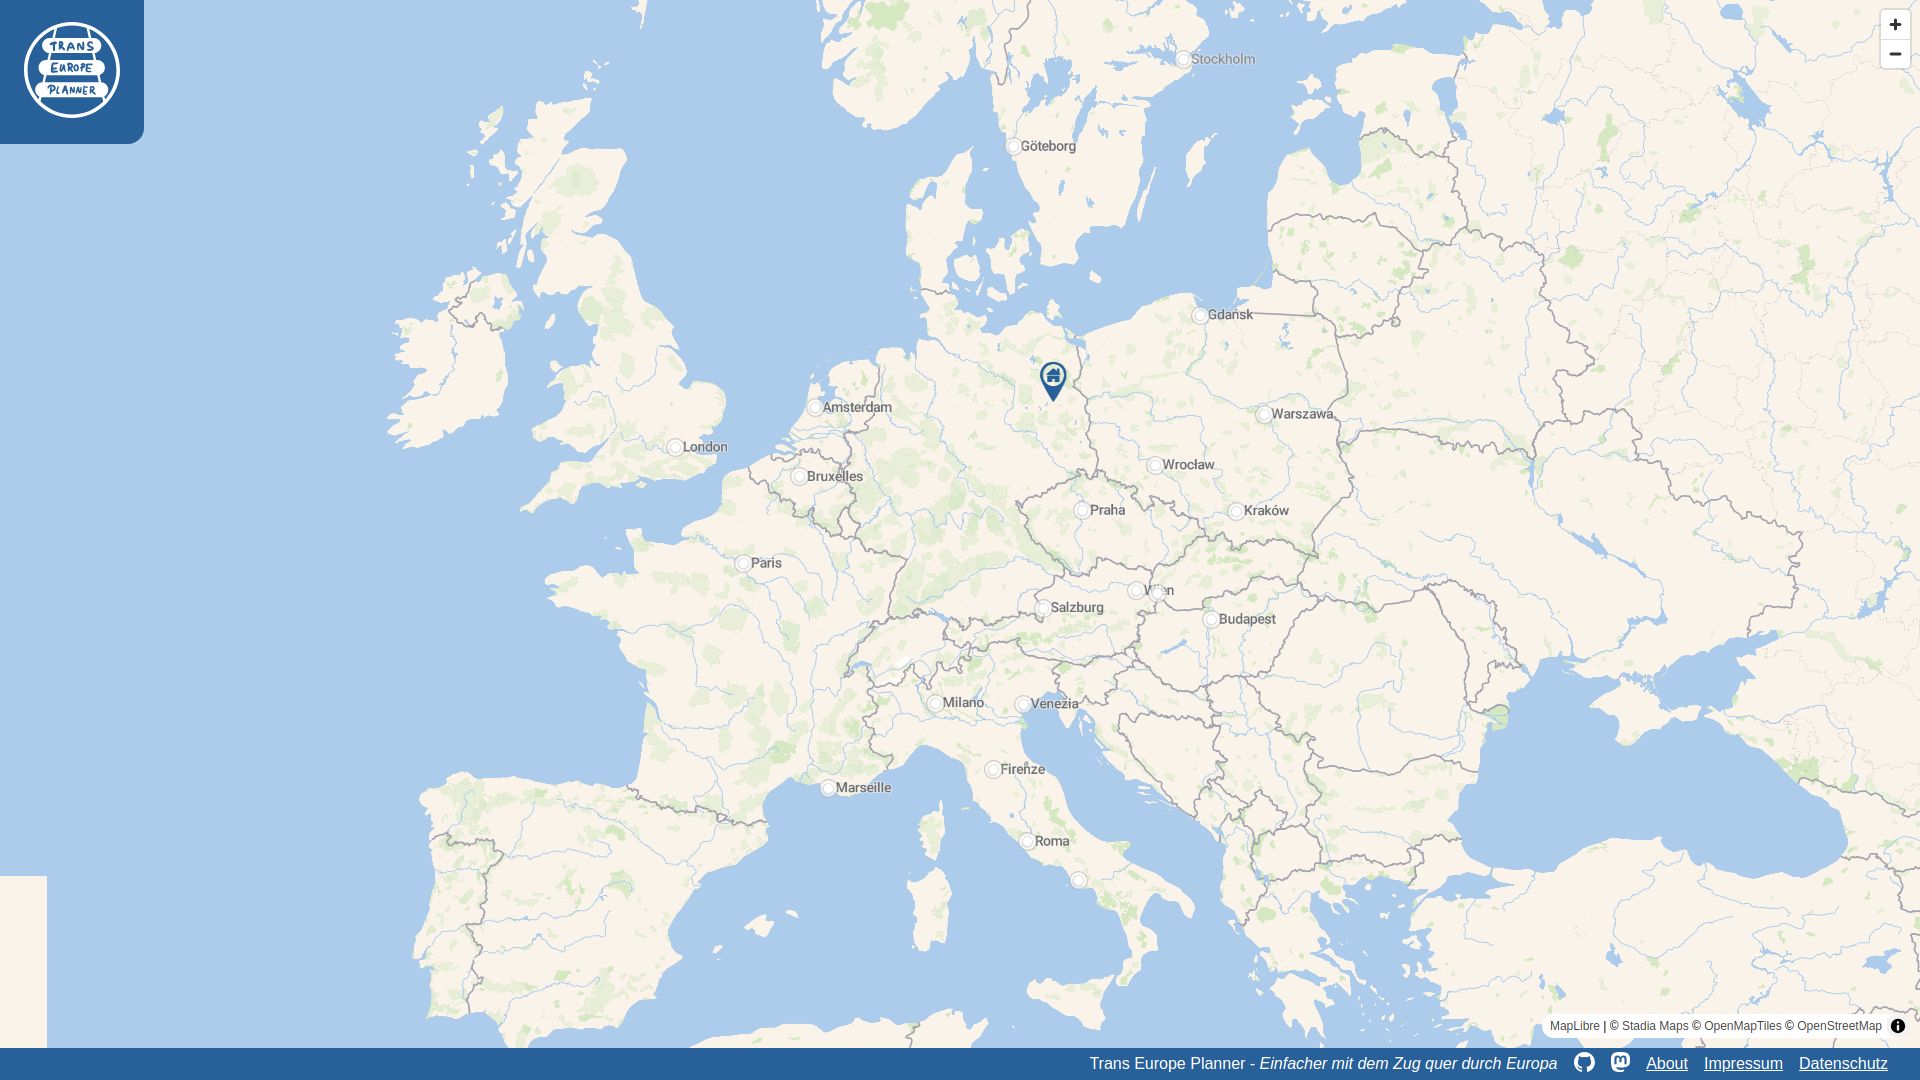 TRANS
EUROPE
PLANNER
Stockholm
Göteborg
Gdańsk
Amsterdam
Warszawa
London
Wrocław
Bruxelles
Praha
Kraków
Paris
Wien
Salzburg
Budapest
Milano
Venezia
Firenze
Marseille
Roma
MapLibre | © Stadia Maps © OpenMapTiles © OpenStreetMap
Trans Europe Planner - Einfacher mit dem Zug quer durch Europa About Impressum Datenschutz